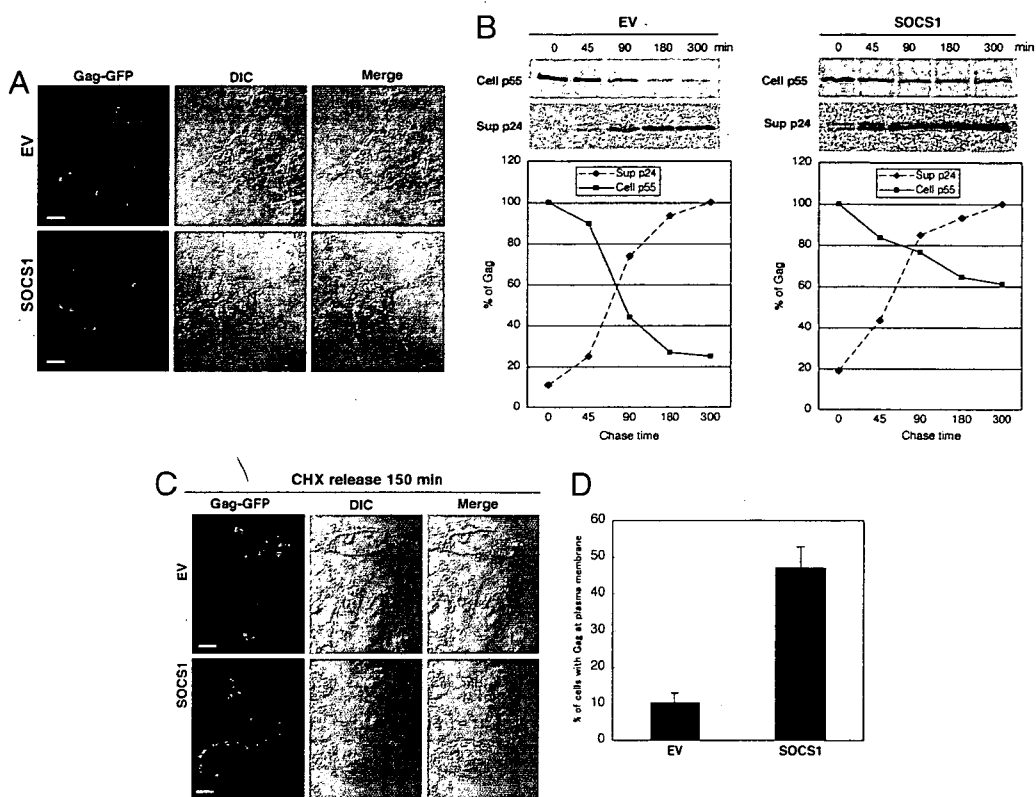 A
Gag-GFP DIC Merge
EV
SOCS1
B
EV
0 45 90 180 300 min
Cell p55
Sup p24
120
100
80
60
40
20
0
% of Gag
Sup p24
Cell p55
0 45 90 180 300
Chase time
SOCS1
0 45 90 180 300 min
Cell p55
Sup p24
120
100
80
60
40
20
0
% of Gag
Sup p24
Cell p55
0 45 90 180 300
Chase time
C
CHX release 150 min
Gag-GFP DIC Merge
EV
SOCS1
D
60
50
40
30
20
10
0
% of cells with Gag at plasma membrane
EV SOCS1